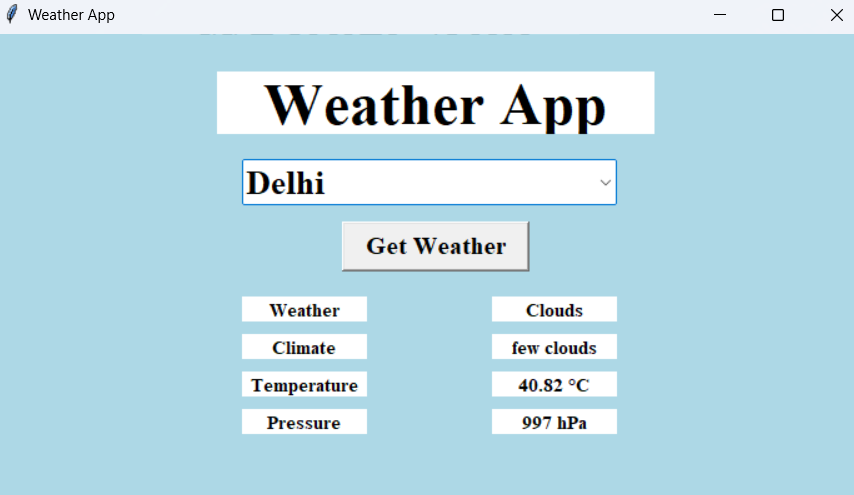 Weather App
Weather App
Delhi
Get Weather
Weather Clouds
Climate few clouds
Temperature 40.82 °C
Pressure 997 hPa